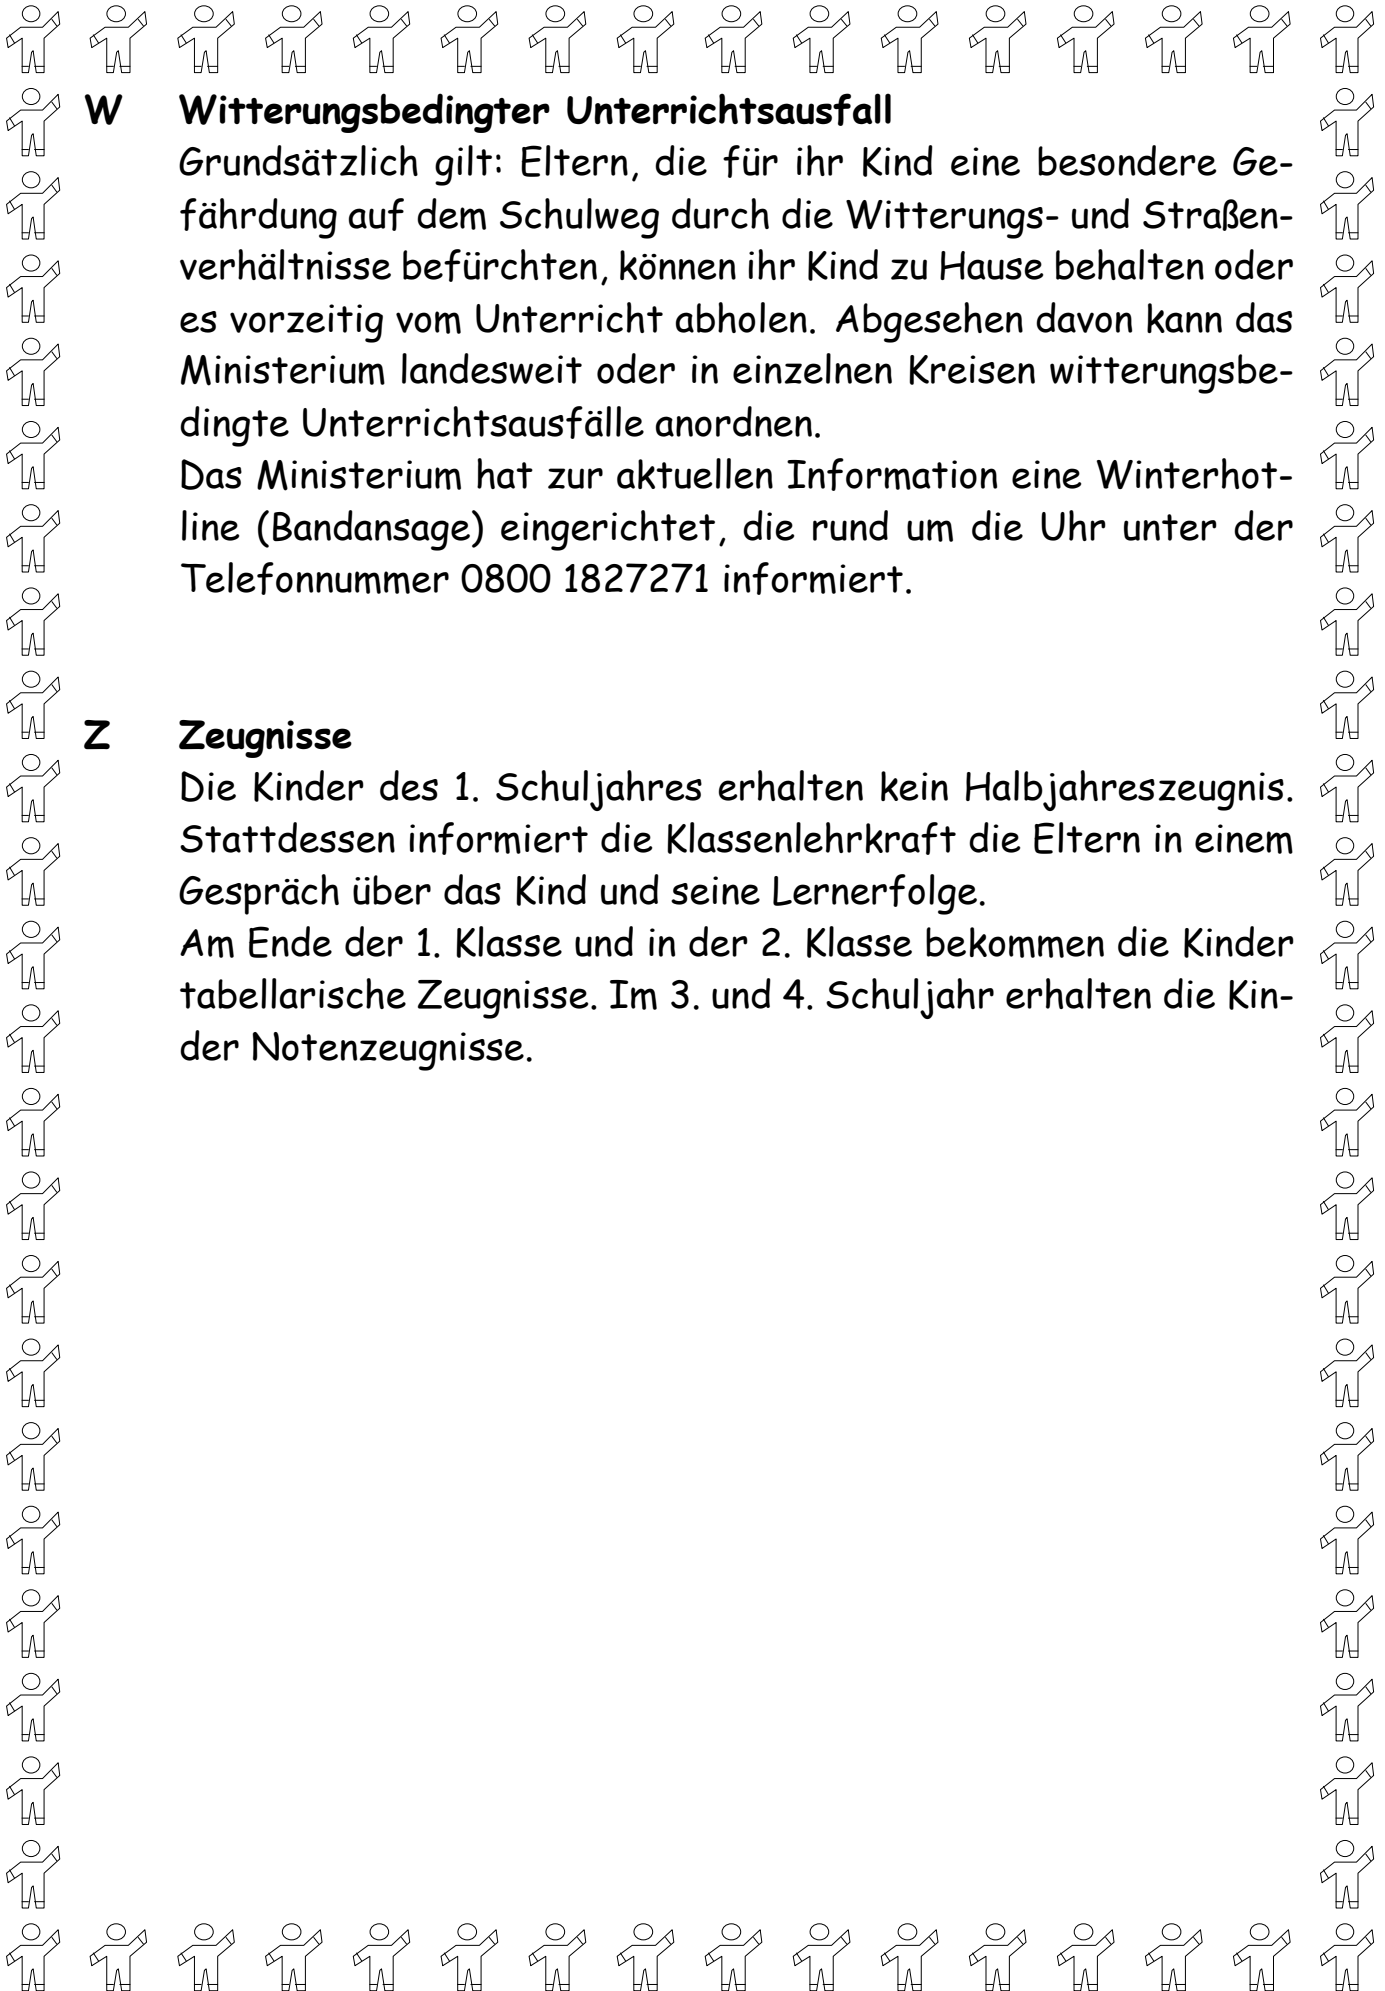 W Witterungsbedingter Unterrichtsausfall
Grundsätzlich gilt: Eltern, die für ihr Kind eine besondere Ge-
fährdung auf dem Schulweg durch die Witterungs- und Straßen-
verhältnisse befürchten, können ihr Kind zu Hause behalten oder
es vorzeitig vom Unterricht abholen. Abgesehen davon kann das
Ministerium landesweit oder in einzelnen Kreisen witterungsbe-
dingte Unterrichtsausfälle anordnen.
Das Ministerium hat zur aktuellen Information eine Winterhot-
line (Bandansage) eingerichtet, die rund um die Uhr unter der
Telefonnummer 0800 1827271 informiert.
Z Zeugnisse
Die Kinder des 1. Schuljahres erhalten kein Halbjahreszeugnis.
Stattdessen informiert die Klassenlehrkraft die Eltern in einem
Gespräch über das Kind und seine Lernerfolge.
Am Ende der 1. Klasse und in der 2. Klasse bekommen die Kinder
tabellarische Zeugnisse. Im 3. und 4. Schuljahr erhalten die Kin-
der Notenzeugnisse.